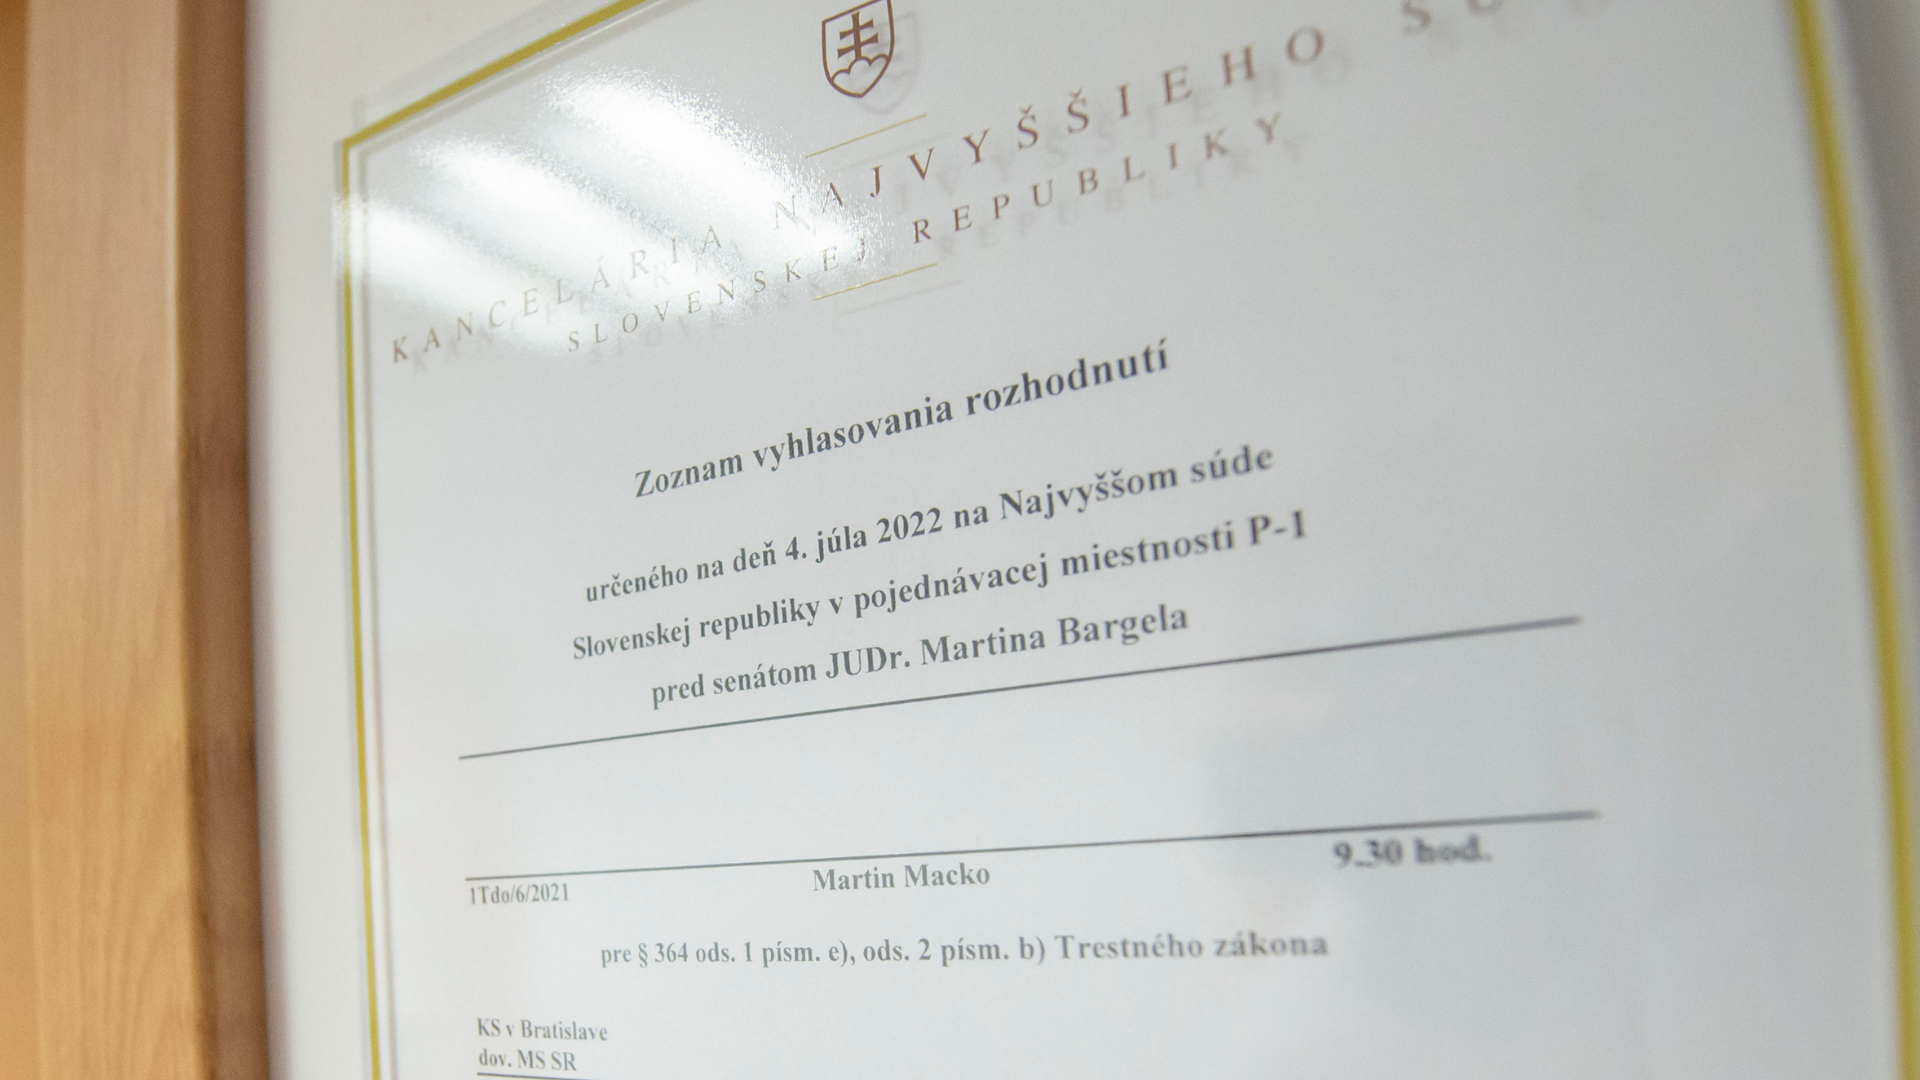 KANCELÁRIA NAJVYŠŠIEHO
SLOVENSKEJ REPUBLIKY
Zoznam vyhlasovania rozhodnutí
určeného na deň 4. júla 2022 na Najvyššom súde
Slovenskej republiky v pojednávacej miestnosti P-1
pred senátom JUDr. Martina Bargela
1Tdo/6/2021 Martin Macko 9.30 hod.
pre § 364 ods. 1 písm. e), ods. 2 písm. b) Trestného zákona
KS v Bratislave
dov. MS SR